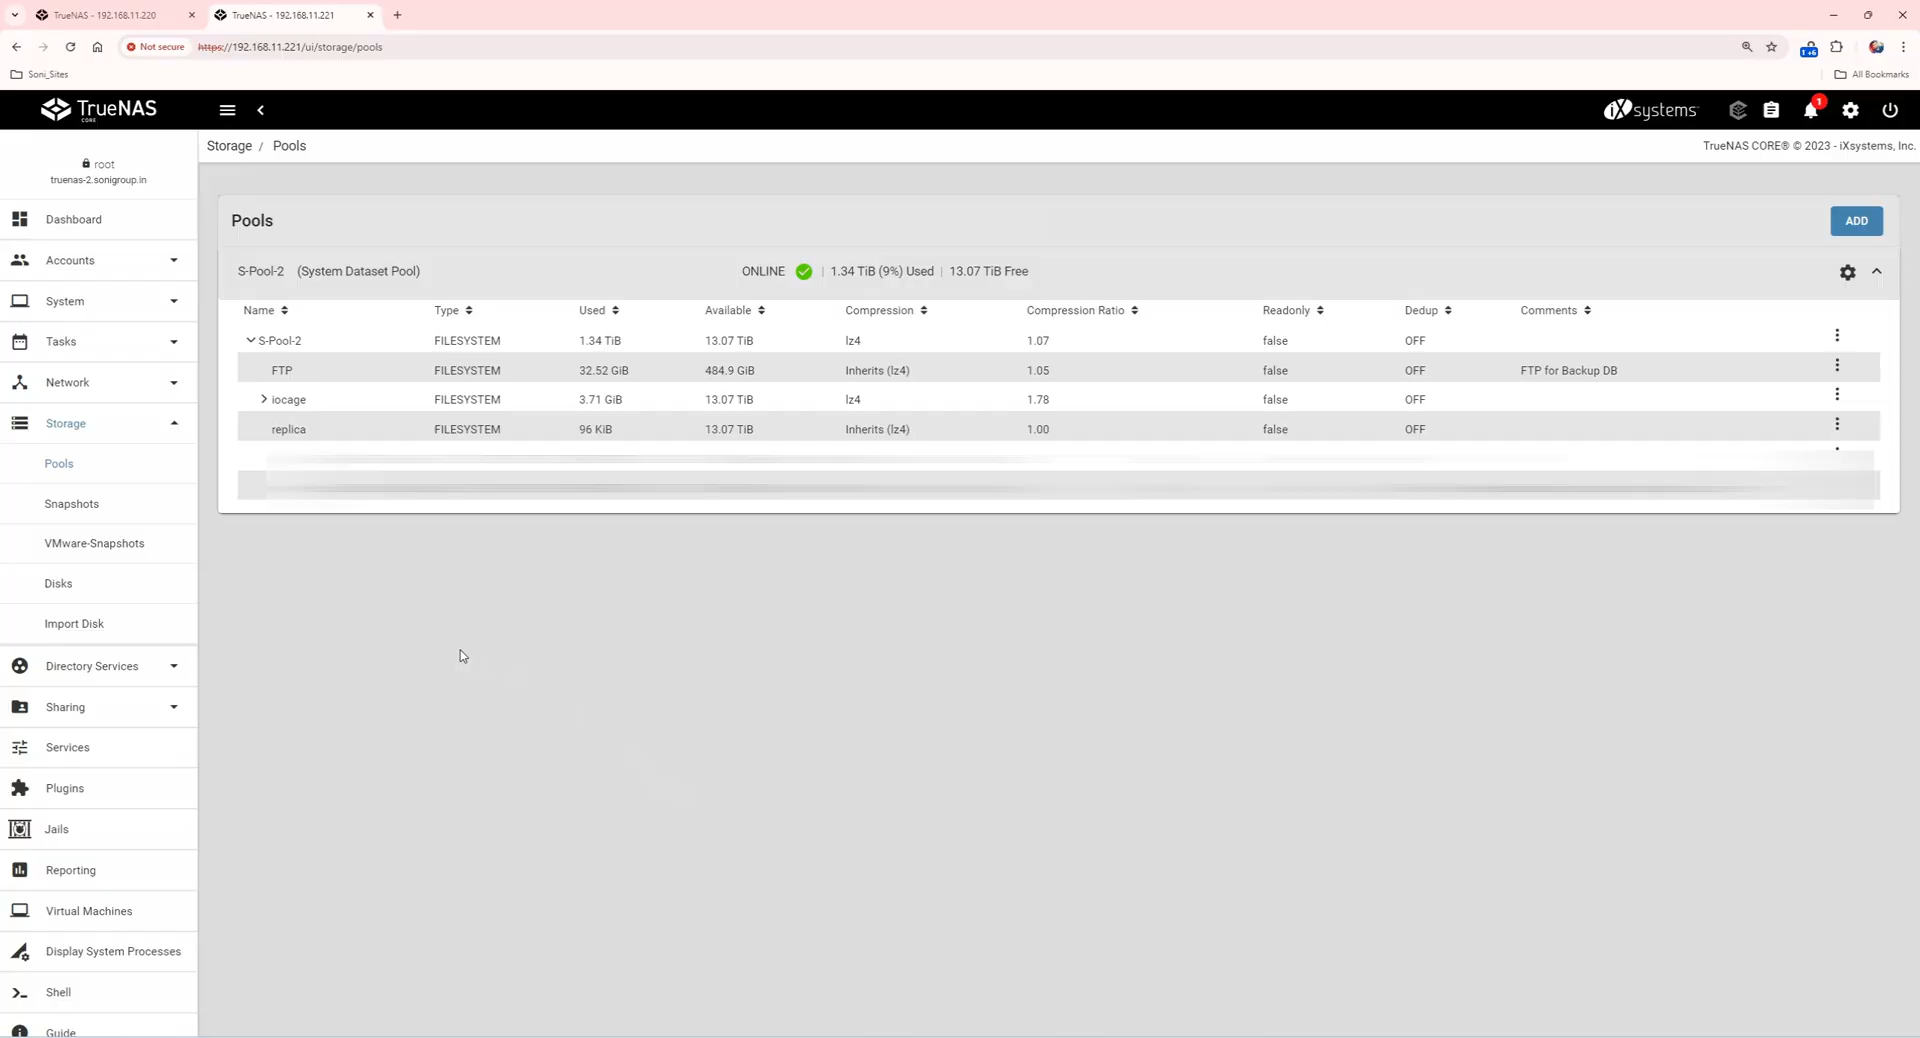 TrueNAS - 192.168.11.220
TrueNAS - 192.168.11.221
Not secure
https://192.168.11.221/ui/storage/pools
1 +6
Soni_Sites
All Bookmarks
TrueNAS
CORE
iXsystems
1
Storage / Pools
TrueNAS CORE® © 2023 - iXsystems, Inc.
root
truenas-2.sonigroup.in
Dashboard
Accounts
System
Tasks
Network
Storage
Pools
Snapshots
VMware-Snapshots
Disks
Import Disk
Directory Services
Sharing
Services
Plugins
Jails
Reporting
Virtual Machines
Display System Processes
Shell
Guide
Pools
ADD
S-Pool-2 (System Dataset Pool) ONLINE | 1.34 TiB (9%) Used | 13.07 TiB Free
Name Type Used Available Compression Compression Ratio Readonly Dedup Comments
S-Pool-2 FILESYSTEM 1.34 TiB 13.07 TiB lz4 1.07 false OFF
FTP FILESYSTEM 32.52 GiB 484.9 GiB Inherits (lz4) 1.05 false OFF FTP for Backup DB
iocage FILESYSTEM 3.71 GiB 13.07 TiB lz4 1.78 false OFF
replica FILESYSTEM 96 KiB 13.07 TiB Inherits (lz4) 1.00 false OFF